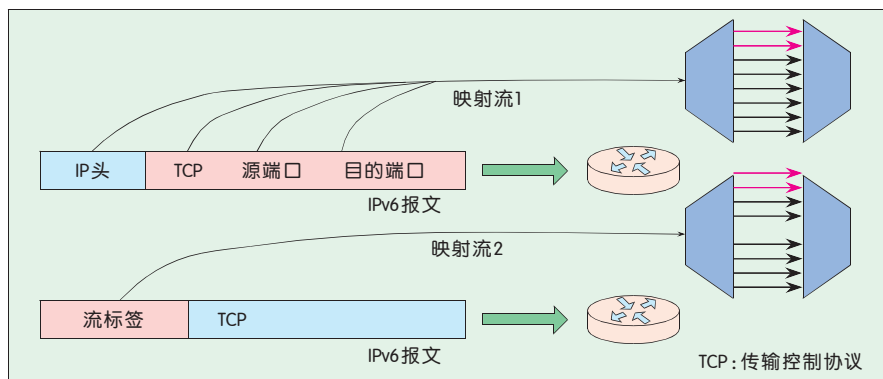 映射流1
IP头 TCP 源端口 目的端口
IPv6报文
映射流2
流标签 TCP
IPv6报文
TCP:传输控制协议